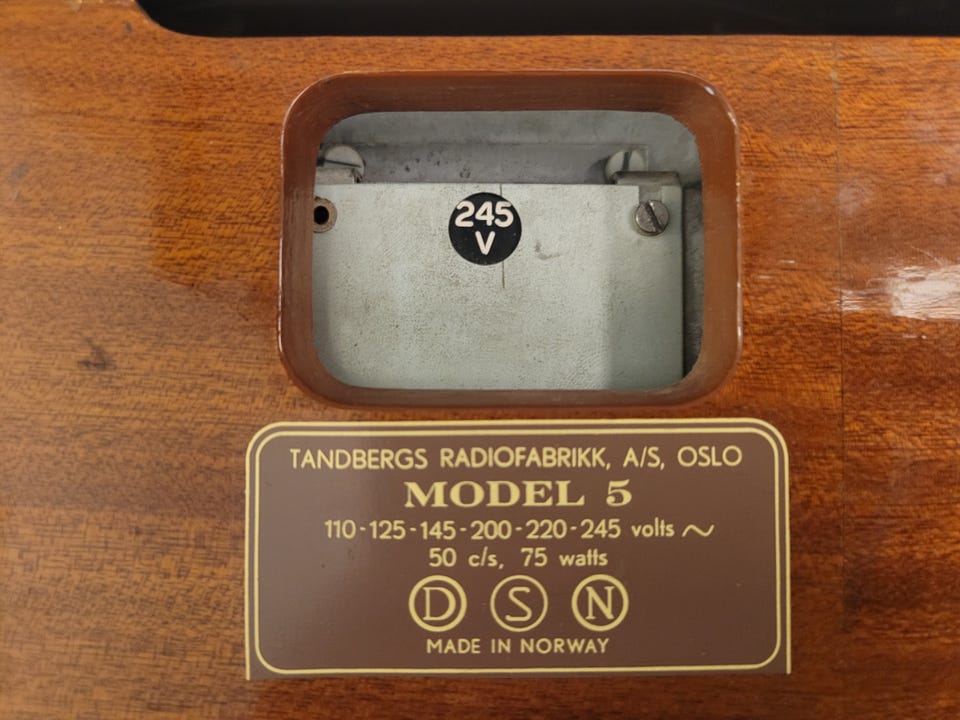 245
V
TANDBERGS RADIOFABRIKK, A/S, OSLO
MODEL 5
110-125-145-200-220-245 volts ~
50 c/s, 75 watts
D S N
MADE IN NORWAY